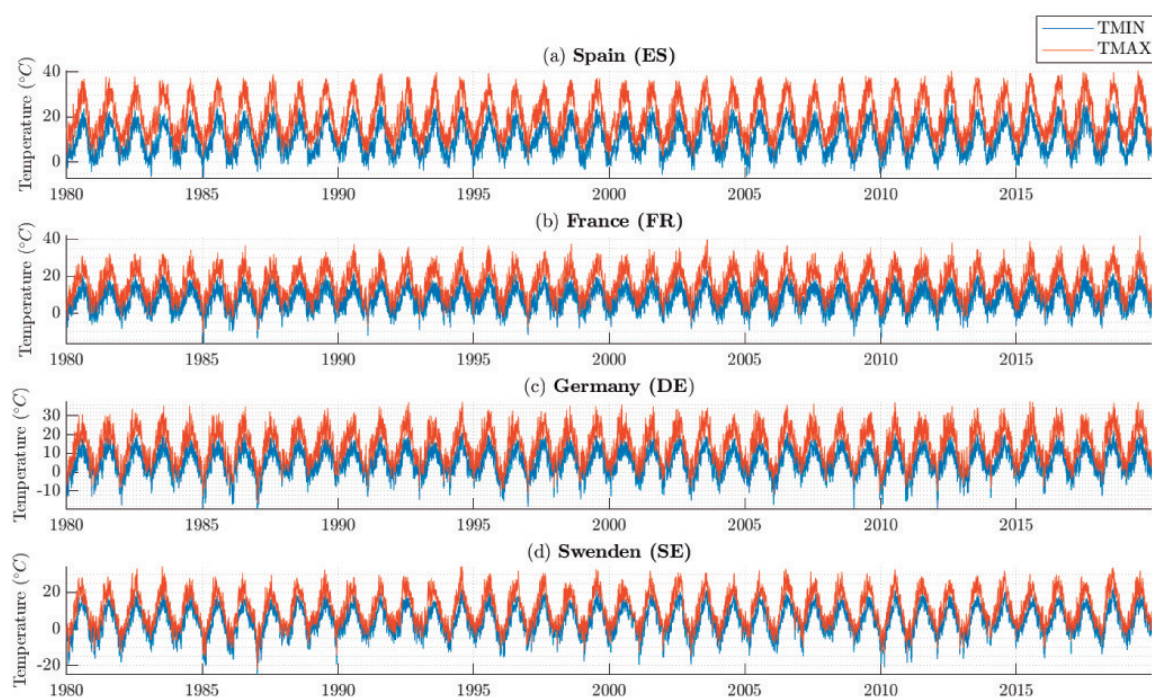 TMIN
TMAX
(a) Spain (ES)
Temperature (°C)
40
20
0
1980 1985 1990 1995 2000 2005 2010 2015
(b) France (FR)
Temperature (°C)
40
20
0
1980 1985 1990 1995 2000 2005 2010 2015
(c) Germany (DE)
Temperature (°C)
30
20
10
0
-10
1980 1985 1990 1995 2000 2005 2010 2015
(d) Swenden (SE)
Temperature (°C)
20
0
-20
1980 1985 1990 1995 2000 2005 2010 2015